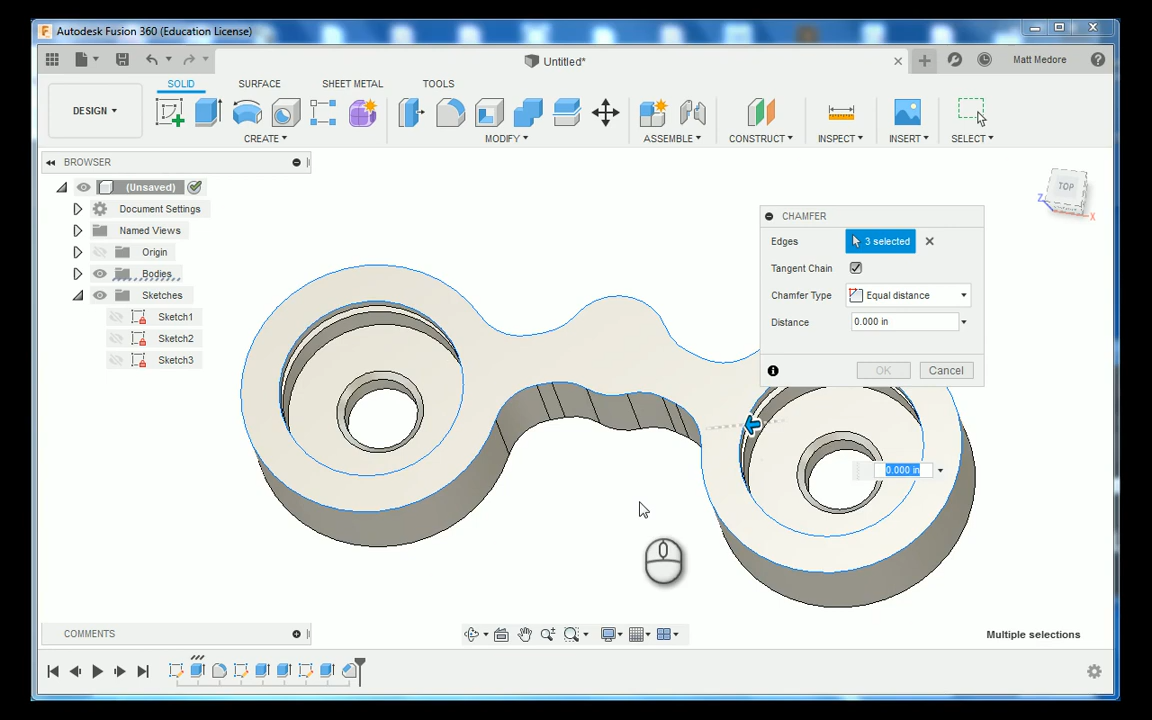 Autodesk Fusion 360 (Education License)
Untitled*
Matt Medore
SOLID
SURFACE
SHEET METAL
TOOLS
DESIGN
CREATE
MODIFY
ASSEMBLE
CONSTRUCT
INSPECT
INSERT
SELECT
BROWSER
(Unsaved)
Document Settings
Named Views
Origin
Bodies
Sketches
Sketch1
Sketch2
Sketch3
TOP
Z
X
CHAMFER
Edges 3 selected
Tangent Chain
Chamfer Type Equal distance
Distance 0.000 in
OK Cancel
0.000 in
COMMENTS
Multiple selections